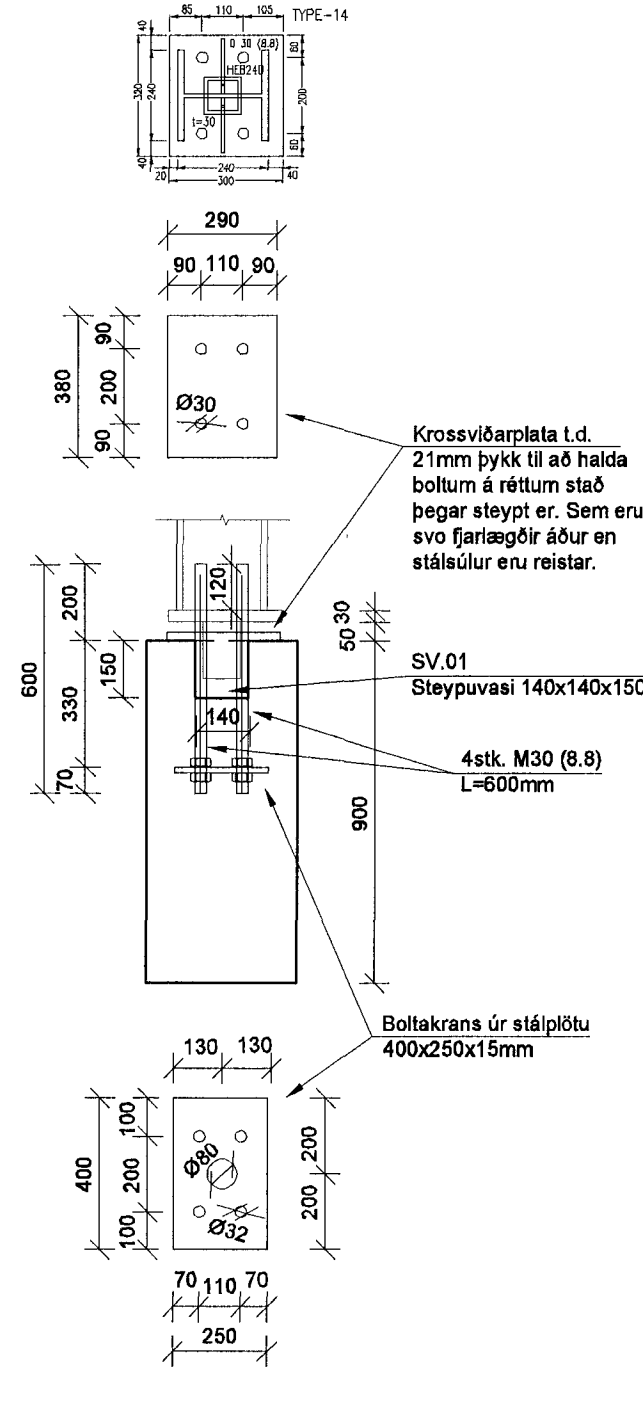 85 110 105 TYPE-14
40 60
D 30 (8.8)
HEB240
320 240 200
t=30
40 60
20 240 40
300
290
90 110 90
90
380 200
Ø30
90
Krossviðarplata t.d.
21mm þykk til að halda
boltum á réttum stað
þegar steypt er. Sem eru
svo fjarlægðir áður en
stálsúlur eru reistar.
200 120
30
50
600 330 150
SV.01
Steypuvasi 140x140x150
140
4stk. M30 (8.8)
L=600mm
70
900
Boltakrans úr stálplötu
400x250x15mm
130 130
100
400 200 Ø80 200
200
100 Ø32
70 110 70
250